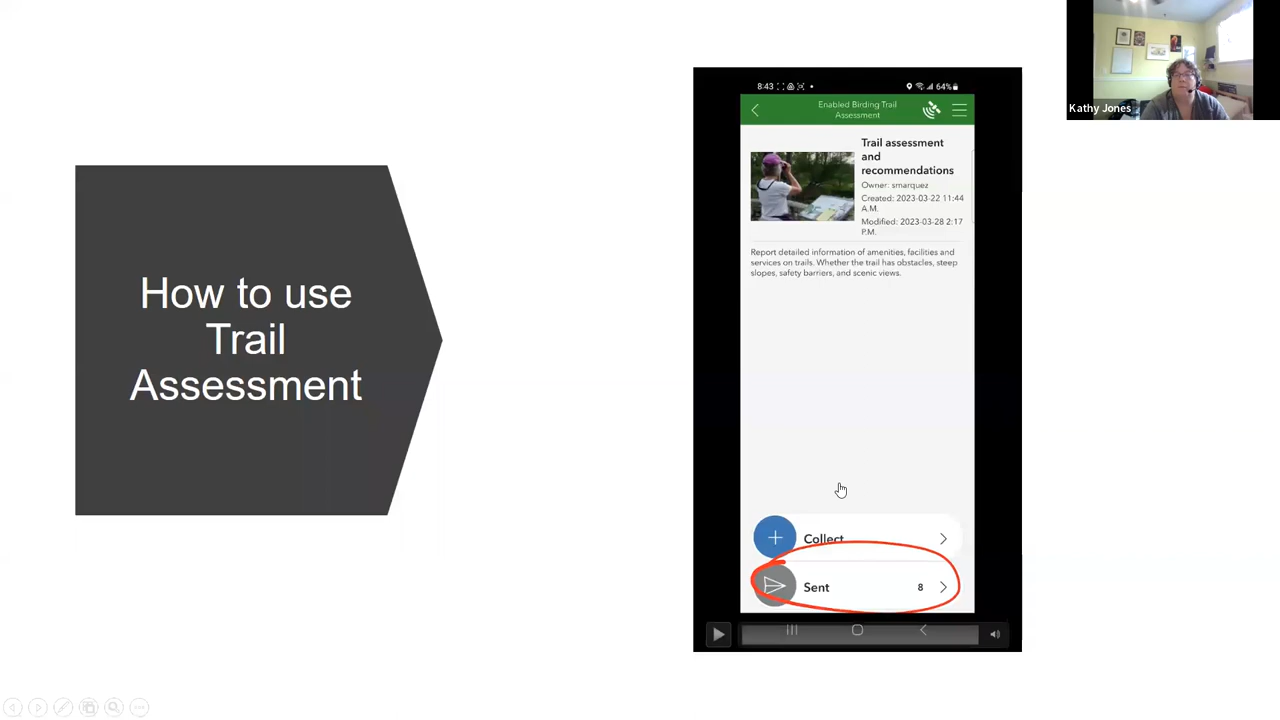 Kathy Jones
How to use
Trail
Assessment
8:43
64%
Enabled Birding Trail
Assessment
Trail assessment
and
recommendations
Owner: smarquez
Created: 2023-03-22 11:44
A.M.
Modified: 2023-03-28 2:17
P.M.
Report detailed information of amenities, facilities and
services on trails. Whether the trail has obstacles, steep
slopes, safety barriers, and scenic views.
Collect
Sent 8